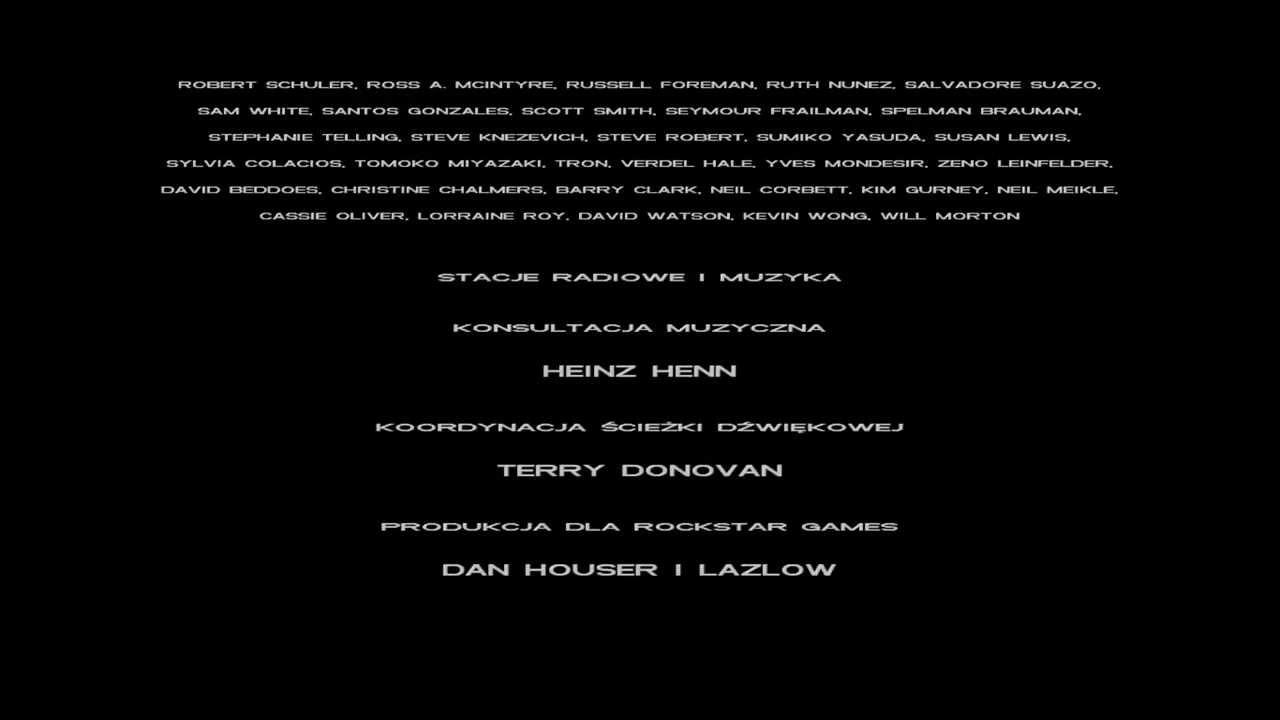 ROBERT SCHULER, ROSS A. MCINTYRE, RUSSELL FOREMAN, RUTH NUNEZ, SALVADORE SUAZO,
SAM WHITE, SANTOS GONZALES, SCOTT SMITH, SEYMOUR FRAILMAN, SPELMAN BRAUMAN,
STEPHANIE TELLING, STEVE KNEZEVICH, STEVE ROBERT, SUMIKO YASUDA, SUSAN LEWIS,
SYLVIA COLACIOS, TOMOKO MIYAZAKI, TRON, VERDEL HALE, YVES MONDESIR, ZENO LEINFELDER,
DAVID BEDDOES, CHRISTINE CHALMERS, BARRY CLARK, NEIL CORBETT, KIM GURNEY, NEIL MEIKLE,
CASSIE OLIVER, LORRAINE ROY, DAVID WATSON, KEVIN WONG, WILL MORTON
STACJE RADIOWE I MUZYKA
KONSULTACJA MUZYCZNA
HEINZ HENN
KOORDYNACJA ŚCIEŻKI DŹWIĘKOWEJ
TERRY DONOVAN
PRODUKCJA DLA ROCKSTAR GAMES
DAN HOUSER I LAZLOW